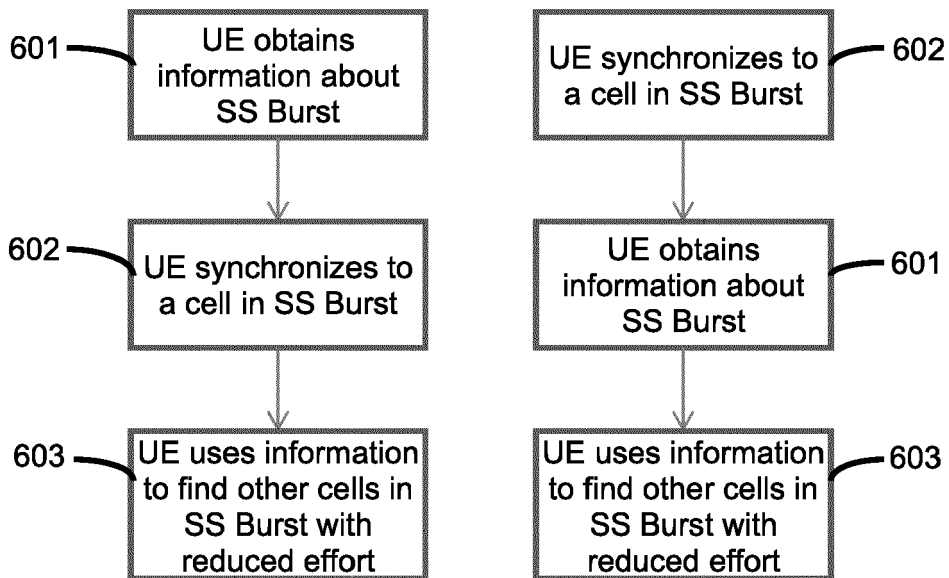 601
UE obtains
information about
SS Burst
602
UE synchronizes to
a cell in SS Burst
603
UE uses information
to find other cells in
SS Burst with
reduced effort
UE synchronizes to
a cell in SS Burst
602
UE obtains
information about
SS Burst
601
UE uses information
to find other cells in
SS Burst with
reduced effort
603